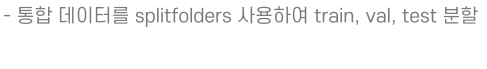 - 통합 데이터를 splitfolders 사용하여 train, val, test 분할